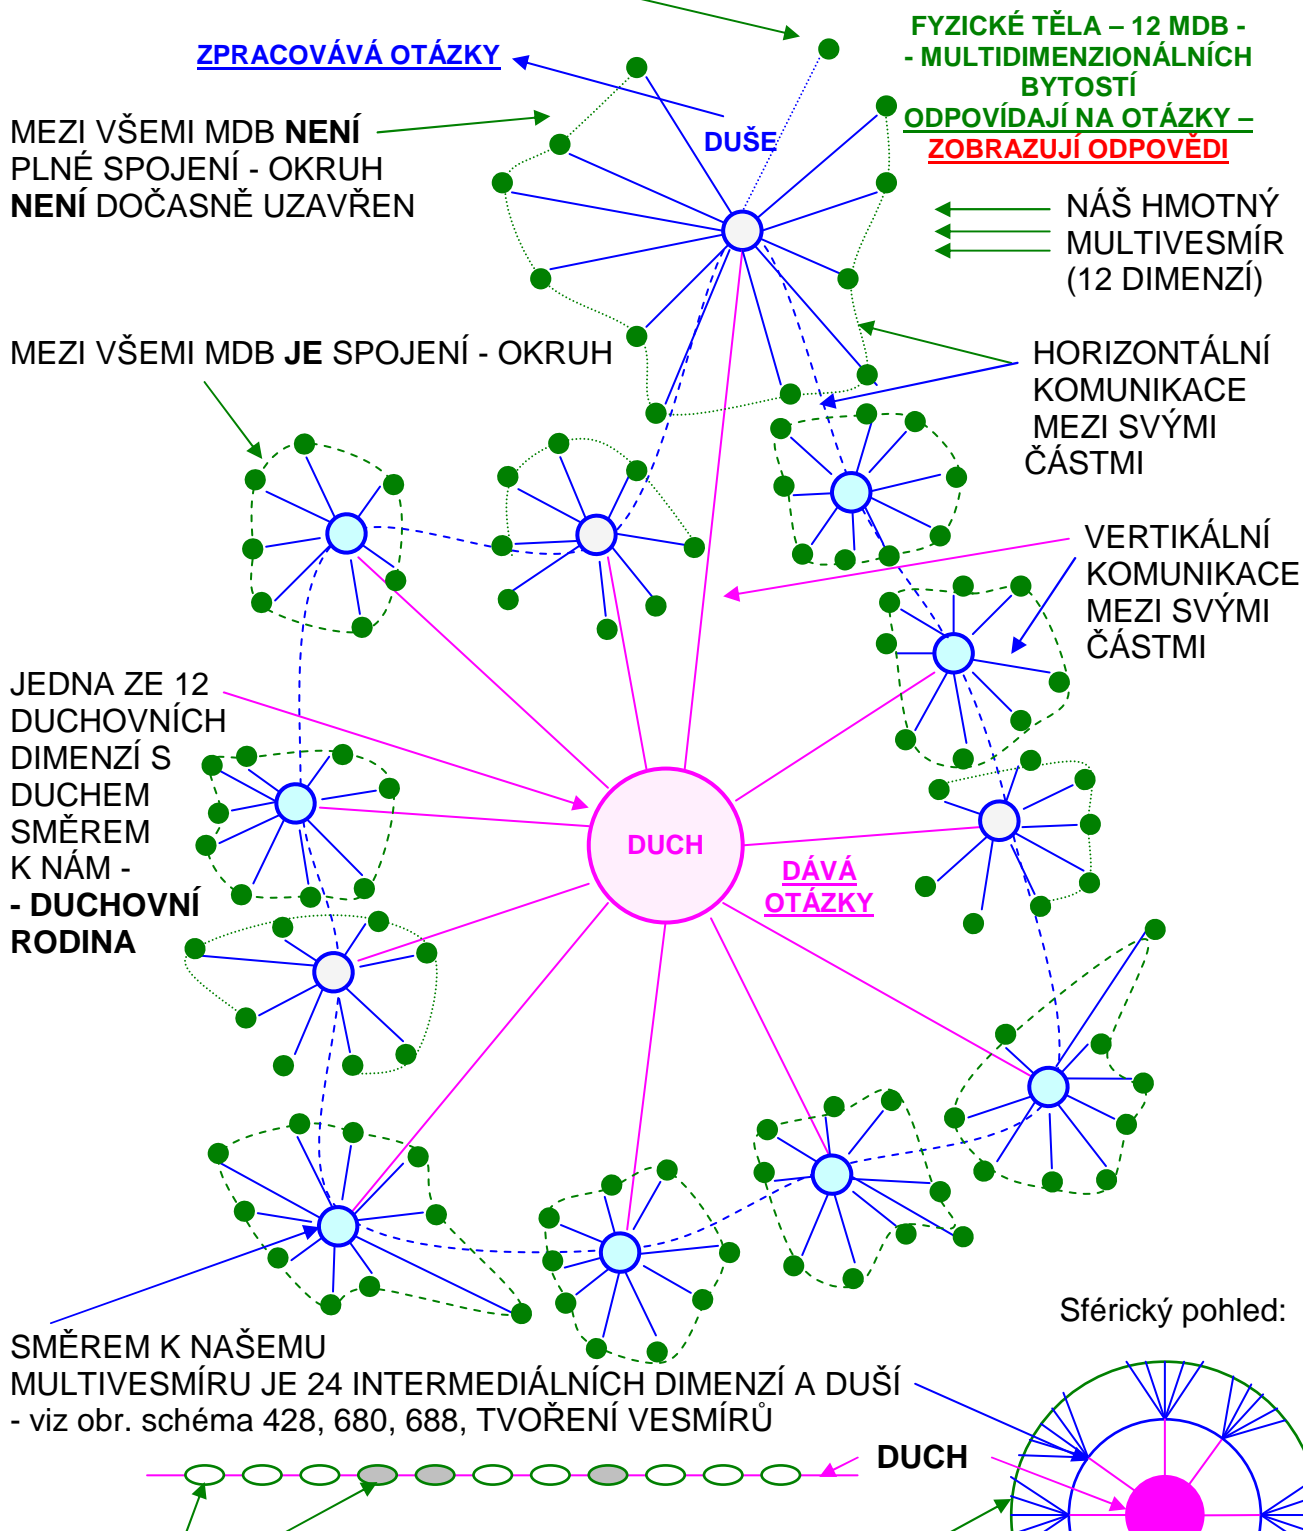 FYZICKÉ TĚLA – 12 MDB -
- MULTIDIMENZIONÁLNÍCH
BYTOSTÍ
ODPOVÍDAJÍ NA OTÁZKY –
ZOBRAZUJÍ ODPOVĚDI
ZPRACOVÁVÁ OTÁZKY
DUŠE
MEZI VŠEMI MDB NENÍ
PLNÉ SPOJENÍ - OKRUH
NENÍ DOČASNĚ UZAVŘEN
NÁŠ HMOTNÝ
MULTIVESMÍR
(12 DIMENZÍ)
MEZI VŠEMI MDB JE SPOJENÍ - OKRUH
HORIZONTÁLNÍ
KOMUNIKACE
MEZI SVÝMI
ČÁSTMI
VERTIKÁLNÍ
KOMUNIKACE
MEZI SVÝMI
ČÁSTMI
JEDNA ZE 12
DUCHOVNÍCH
DIMENZÍ S
DUCHEM
SMĚREM
K NÁM -
- DUCHOVNÍ
RODINA
DUCH
DÁVÁ
OTÁZKY
Sférický pohled:
SMĚREM K NAŠEMU
MULTIVESMÍRU JE 24 INTERMEDIÁLNÍCH DIMENZÍ A DUŠÍ
- viz obr. schéma 428, 680, 688, TVOŘENÍ VESMÍRŮ
DUCH